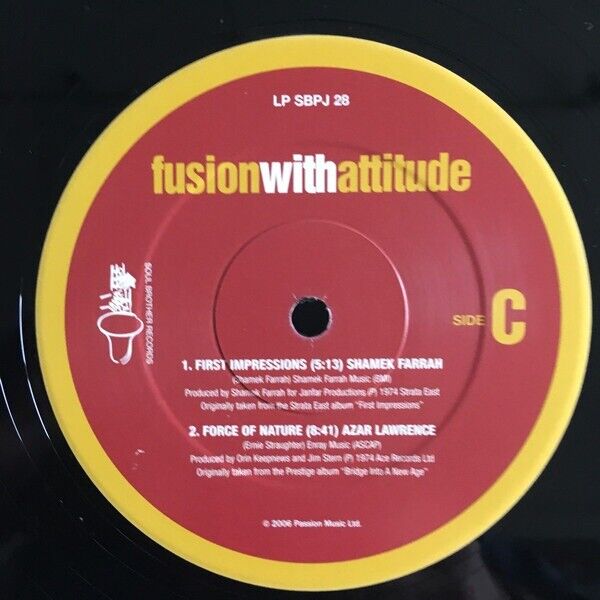 LP SBPJ 28
fusionwithattitude
SOUL BROTHER RECORDS
SIDE C
1. FIRST IMPRESSIONS (5:13) SHAMEK FARRAH
(Shamek Farrah) Shamek Farrah Music (BMI)
Produced by Shamek Farrah for Janfar Productions (P) 1974 Strata East
Originally taken from the Strata East album "First Impressions"
2. FORCE OF NATURE (8:41) AZAR LAWRENCE
(Ernie Straughter) Enray Music (ASCAP)
Produced by Orin Keepnews and Jim Stern (P) 1974 Ace Records Ltd
Originally taken from the Prestige album "Bridge Into A New Age"
© 2006 Passion Music Ltd.